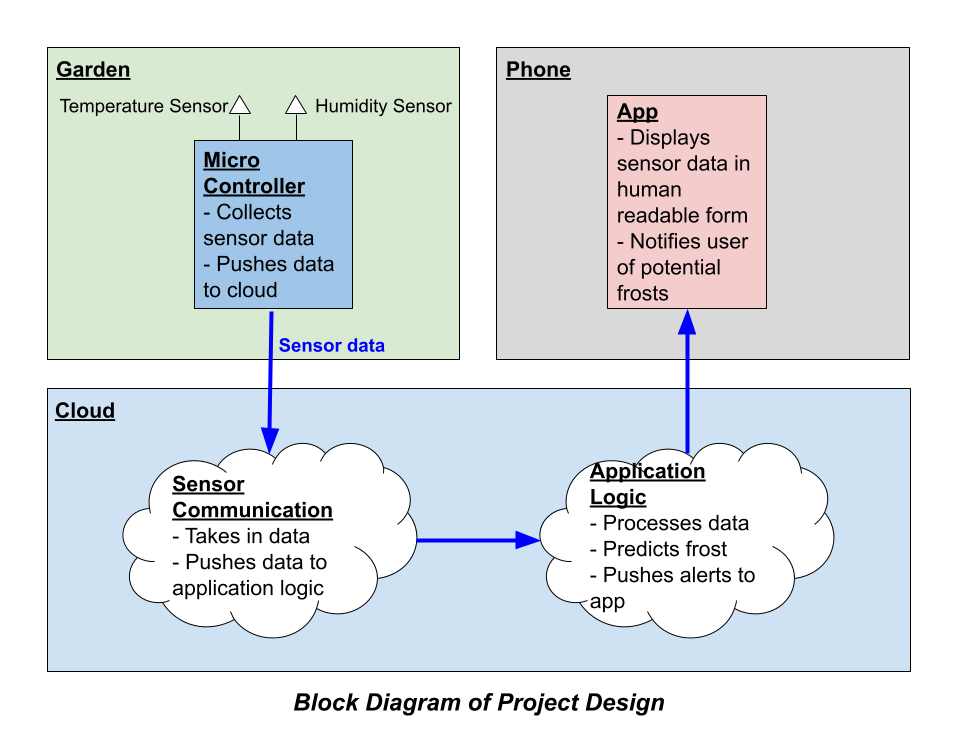 Garden
Temperature Sensor
Humidity Sensor
Micro
Controller
- Collects
sensor data
- Pushes data
to cloud
Sensor data
Phone
App
- Displays
sensor data in
human
readable form
- Notifies user
of potential
frosts
Cloud
Sensor
Communication
- Takes in data
- Pushes data to
application logic
Application
Logic
- Processes data
- Predicts frost
- Pushes alerts to
app
Block Diagram of Project Design